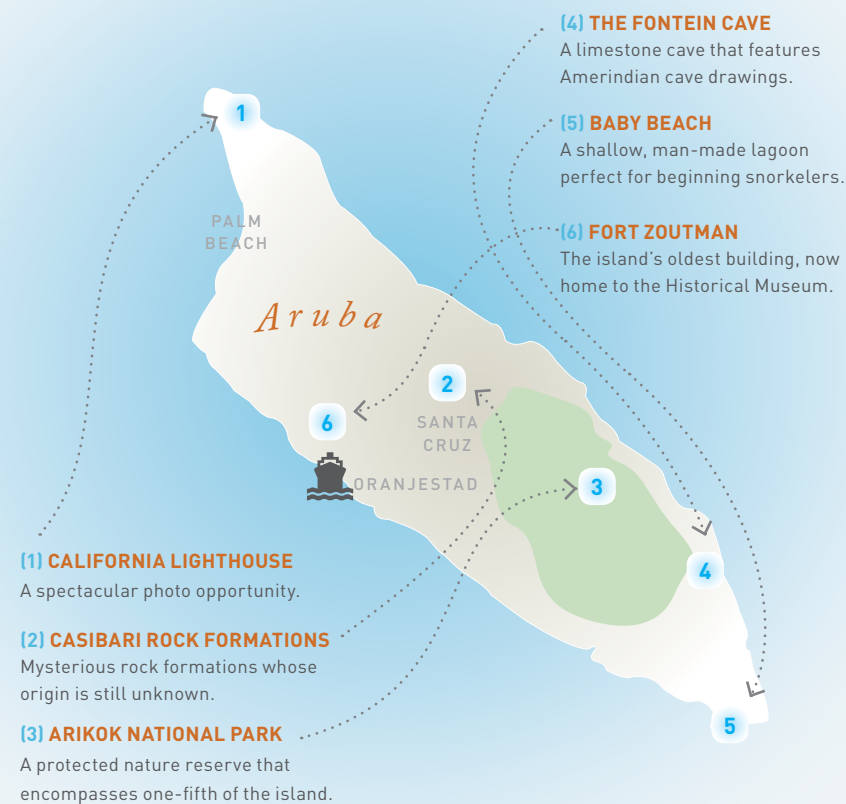 (4) THE FONTEIN CAVE
A limestone cave that features
Amerindian cave drawings.
(5) BABY BEACH
A shallow, man-made lagoon
perfect for beginning snorkelers.
(6) FORT ZOUTMAN
The island's oldest building, now
home to the Historical Museum.
1
PALM
BEACH
Aruba
2
6
SANTA
CRUZ
ORANJESTAD
3
4
5
(1) CALIFORNIA LIGHTHOUSE
A spectacular photo opportunity.
(2) CASIBARI ROCK FORMATIONS
Mysterious rock formations whose
origin is still unknown.
(3) ARIKOK NATIONAL PARK
A protected nature reserve that
encompasses one-fifth of the island.